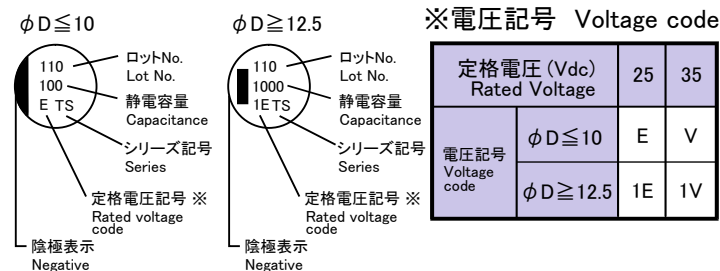 φD≦10
110
100
E TS
ロットNo.
Lot No.
静電容量
Capacitance
シリーズ記号
Series
定格電圧記号 ※
Rated voltage
code
陰極表示
Negative
φD≧12.5
110
1000
1E TS
ロットNo.
Lot No.
静電容量
Capacitance
シリーズ記号
Series
定格電圧記号 ※
Rated voltage
code
陰極表示
Negative
※電圧記号 Voltage code
定格電圧(Vdc)
Rated Voltage
25
35
電圧記号
Voltage
code
φD≦10
E
V
φD≧12.5
1E
1V